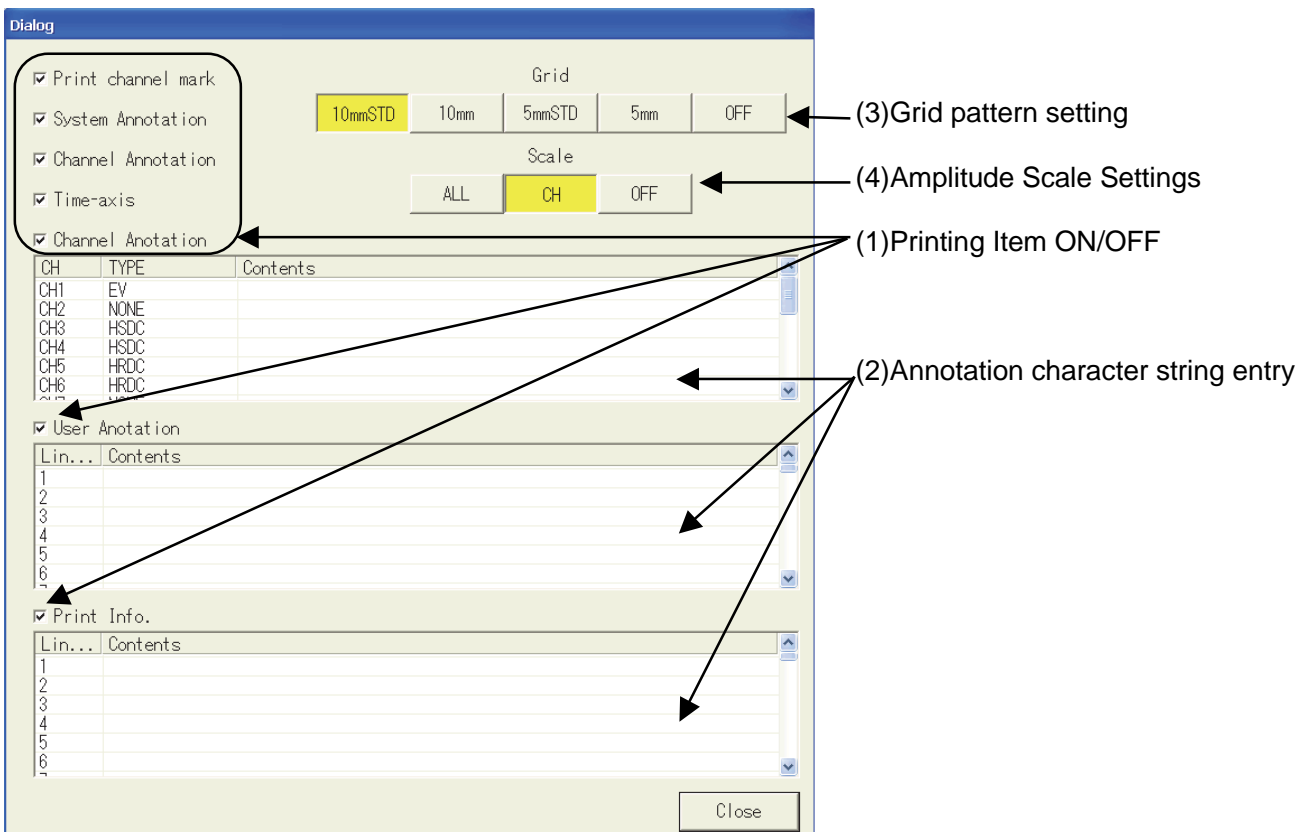 Dialog
Print channel mark
Grid
System Annotation
10mmSTD 10mm 5mmSTD 5mm OFF
(3)Grid pattern setting
Channel Annotation
Scale
Time-axis
ALL CH OFF
(4)Amplitude Scale Settings
Channel Anotation
(1)Printing Item ON/OFF
CH TYPE Contents
CH1 EV
CH2 NONE
CH3 HSDC
CH4 HSDC
CH5 HRDC
CH6 HRDC
(2)Annotation character string entry
User Anotation
Lin... Contents
1
2
3
4
5
6
Print Info.
Lin... Contents
1
2
3
4
5
6
Close